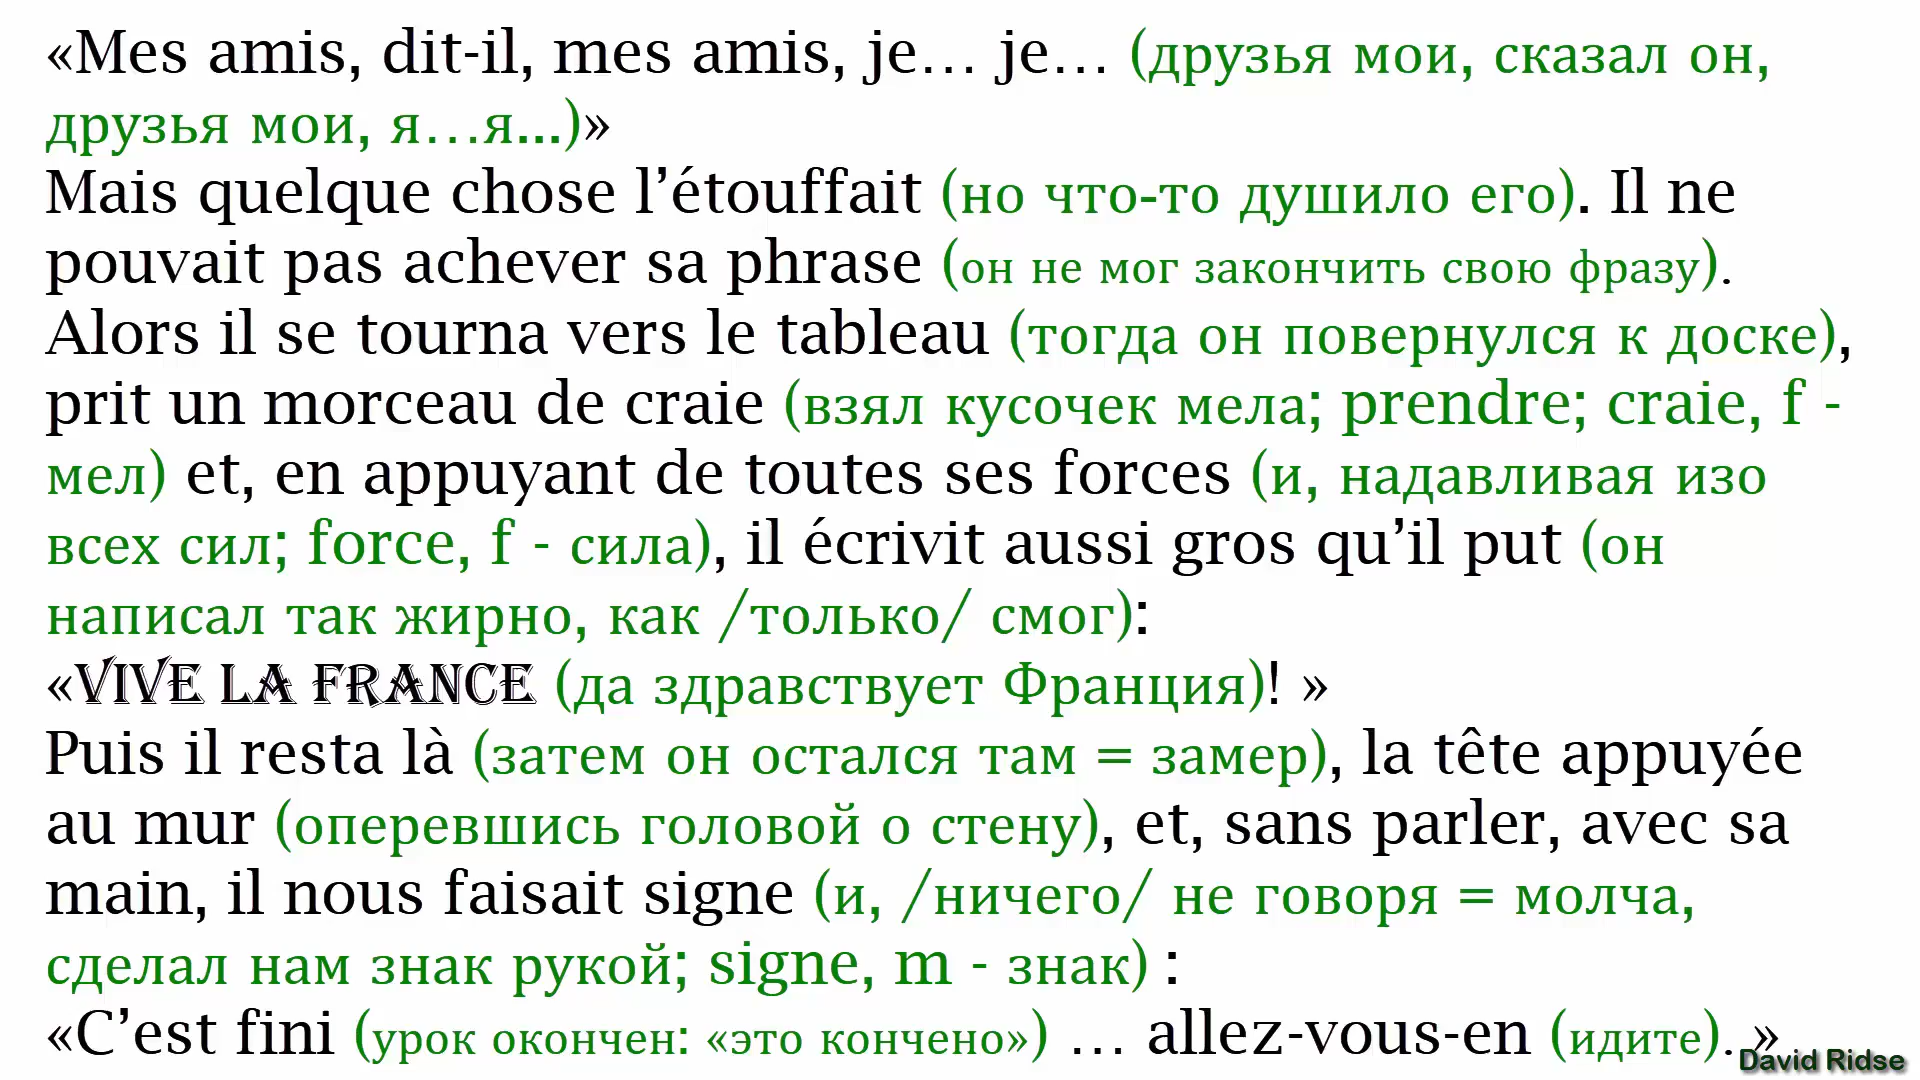 «Mes amis, dit-il, mes amis, je… je… (друзья мои, сказал он,
друзья мои, я…я...)»
Mais quelque chose l’étouffait (но что-то душило его). Il ne
pouvait pas achever sa phrase (он не мог закончить свою фразу).
Alors il se tourna vers le tableau (тогда он повернулся к доске),
prit un morceau de craie (взял кусочек мела; prendre; craie, f -
мел) et, en appuyant de toutes ses forces (и, надавливая изо
всех сил; force, f - сила), il écrivit aussi gros qu’il put (он
написал так жирно, как /только/ смог):
«VIVE LA FRANCE (да здравствует Франция)! »
Puis il resta là (затем он остался там = замер), la tête appuyée
au mur (оперевшись головой о стену), et, sans parler, avec sa
main, il nous faisait signe (и, /ничего/ не говоря = молча,
сделал нам знак рукой; signe, m - знак) :
«C’est fini (урок окончен: «это кончено») … allez-vous-en (идите). »
David Ridse